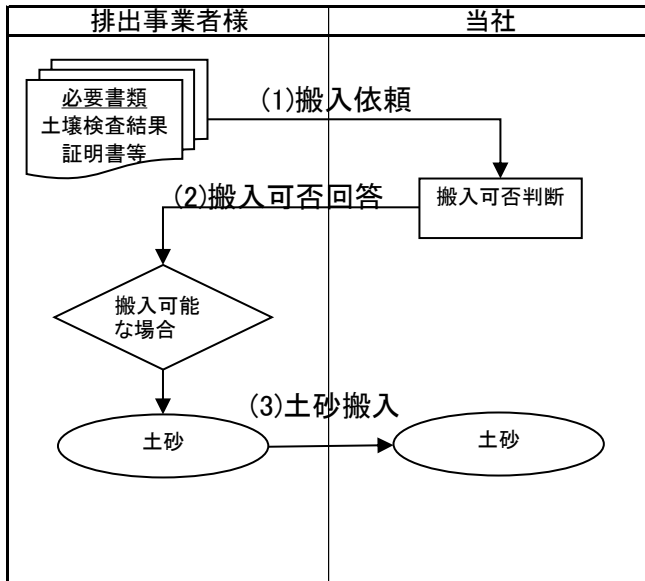 排出事業者様
当社
必要書類
土壌検査結果
証明書等
(1)搬入依頼
(2)搬入可否回答
搬入可否判断
搬入可能
な場合
(3)土砂搬入
土砂
土砂